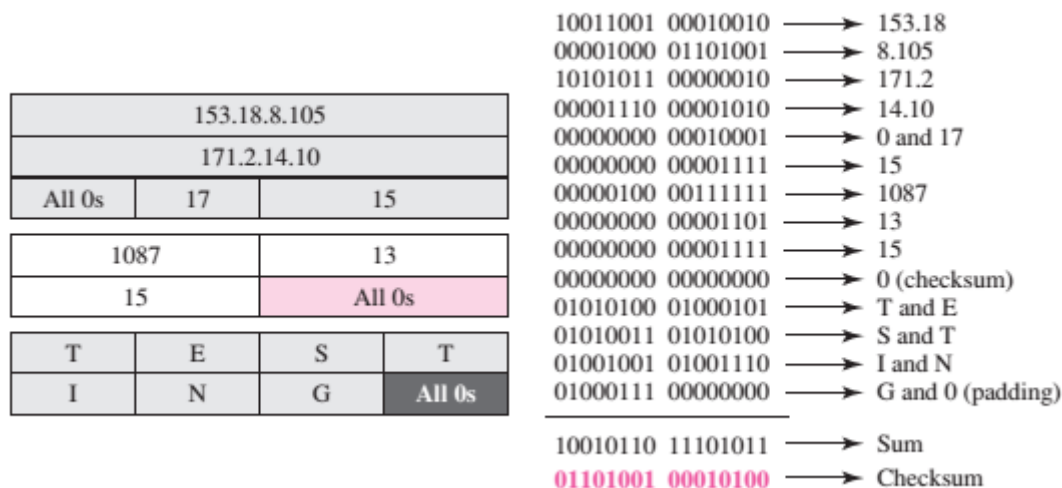 153.18.8.105
171.2.14.10
All 0s 17 15
1087 13
15 All 0s
T E S T
I N G All 0s
10011001 00010010 153.18
00001000 01101001 8.105
10101011 00000010 171.2
00001110 00001010 14.10
00000000 00010001 0 and 17
00000000 00001111 15
00000100 00111111 1087
00000000 00001101 13
00000000 00001111 15
00000000 00000000 0 (checksum)
01010100 01000101 T and E
01010011 01010100 S and T
01001001 01001110 I and N
01000111 00000000 G and 0 (padding)
10010110 11101011 Sum
01101001 00010100 Checksum